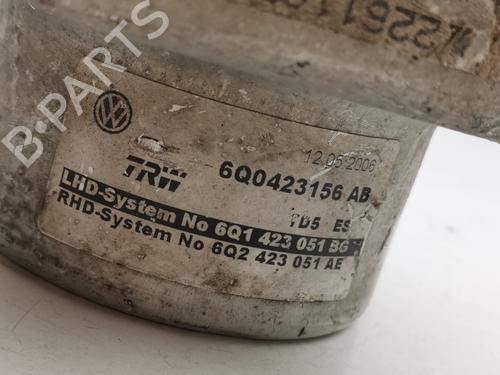 B-PARTS
12.05.2006
TRW 6Q0423156 AB
TD5 ES
LHD-System No 6Q1 423 051 BG
RHD-System No 6Q2 423 051 AE